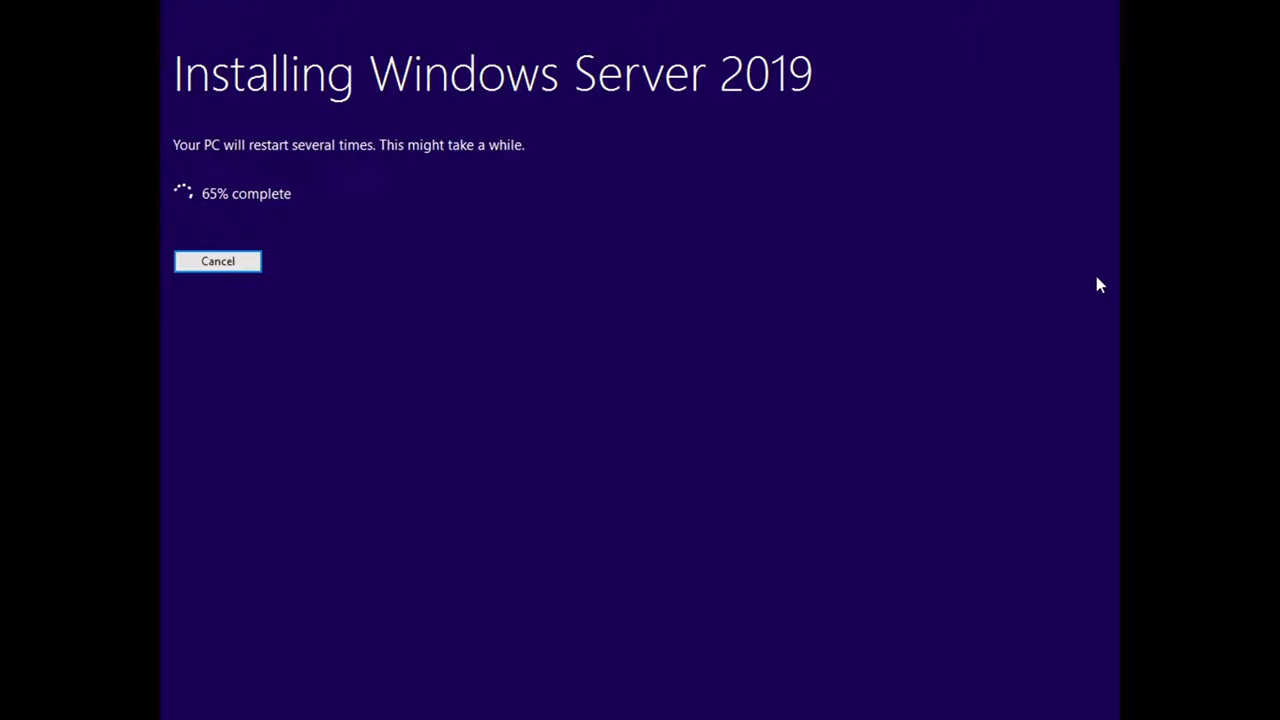 Installing Windows Server 2019
Your PC will restart several times. This might take a while.
65% complete
Cancel